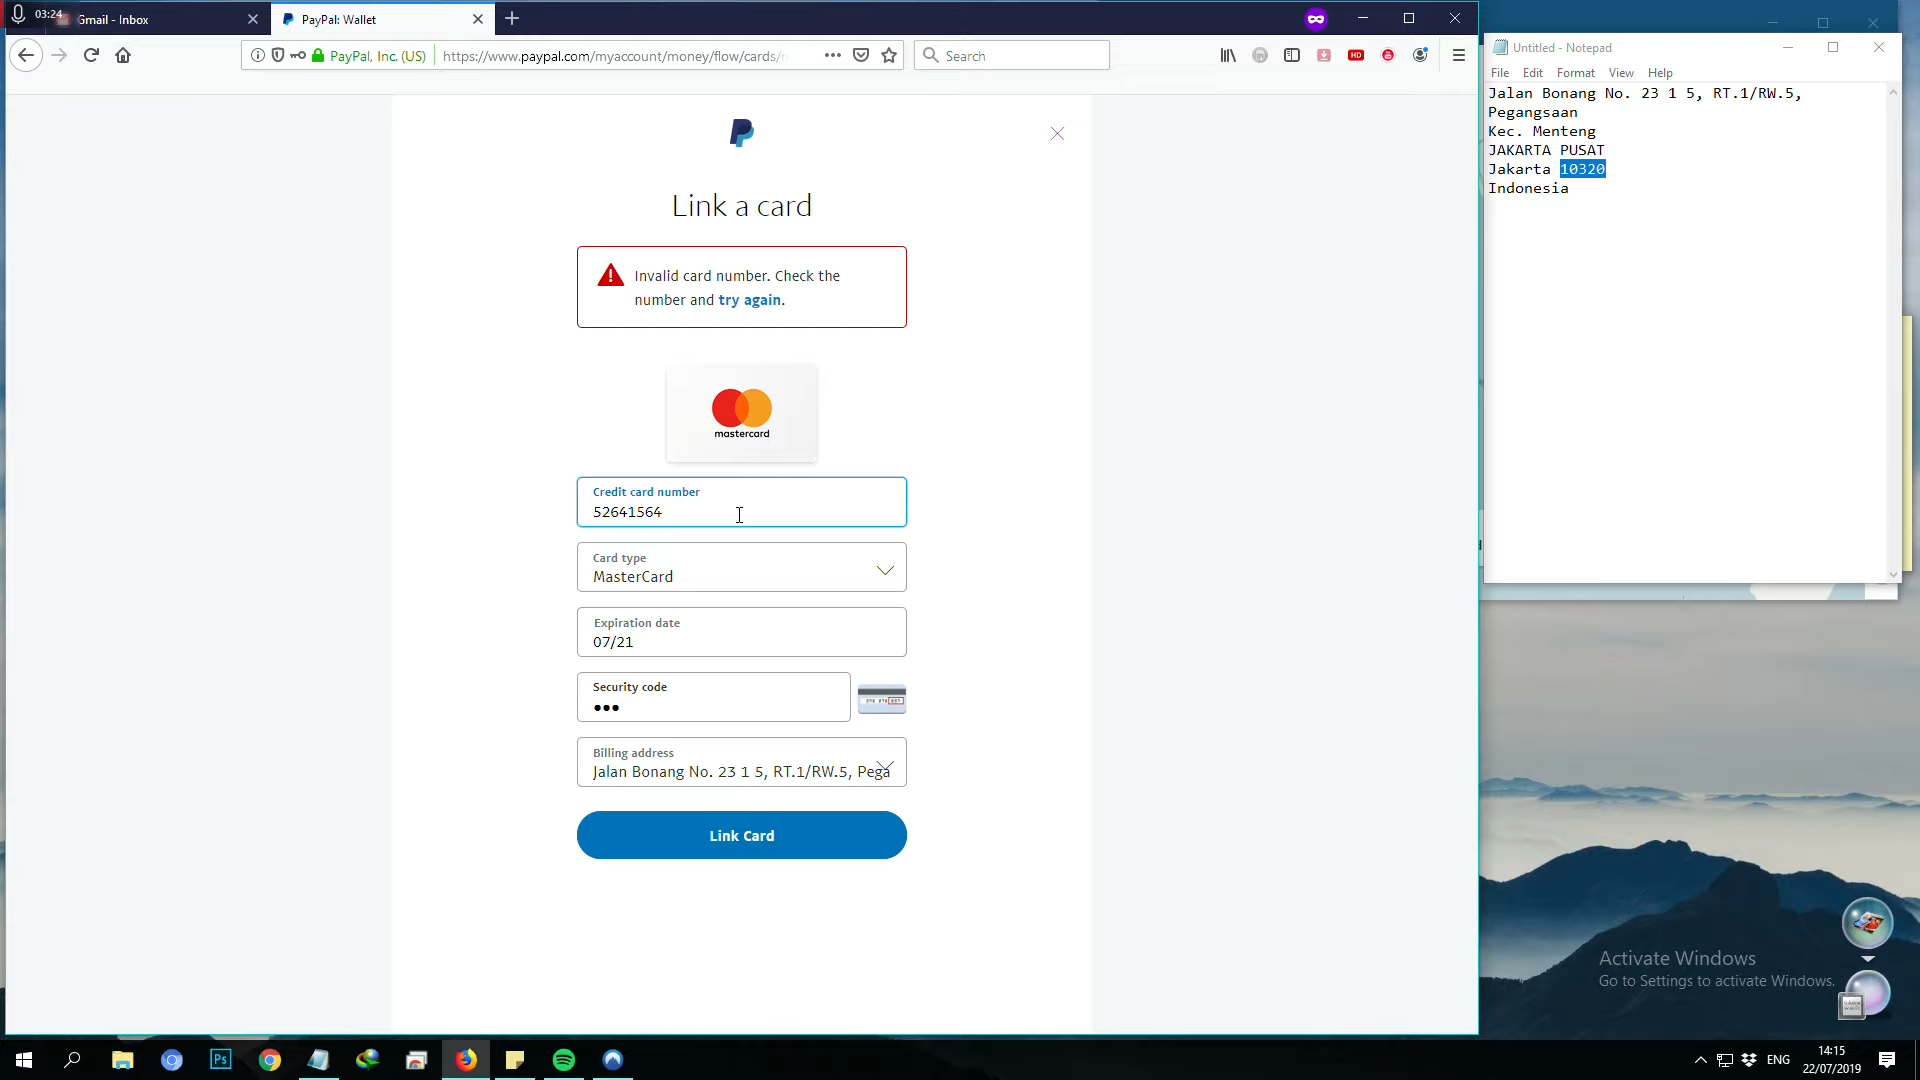 03:24
Gmail - Inbox
PayPal: Wallet
PayPal, Inc. (US)
https://www.paypal.com/myaccount/money/flow/cards/
Search
HD
Link a card
Invalid card number. Check the
number and try again.
mastercard
Credit card number
52641564
Card type
MasterCard
Expiration date
07/21
Security code
•••
Billing address
Jalan Bonang No. 23 1 5, RT.1/RW.5, Pega
Link Card
Untitled - Notepad
File Edit Format View Help
Jalan Bonang No. 23 1 5, RT.1/RW.5,
Pegangsaan
Kec. Menteng
JAKARTA PUSAT
Jakarta 10320
Indonesia
Activate Windows
Go to Settings to activate Windows.
Ps
ENG
14:15
22/07/2019